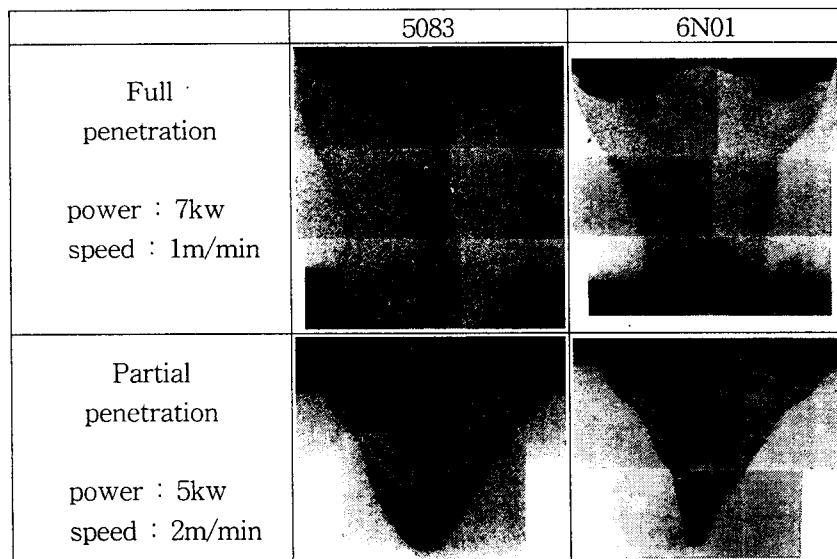 5083
6N01
Full
penetration
power : 7kw
speed : 1m/min
Partial
penetration
power : 5kw
speed : 2m/min